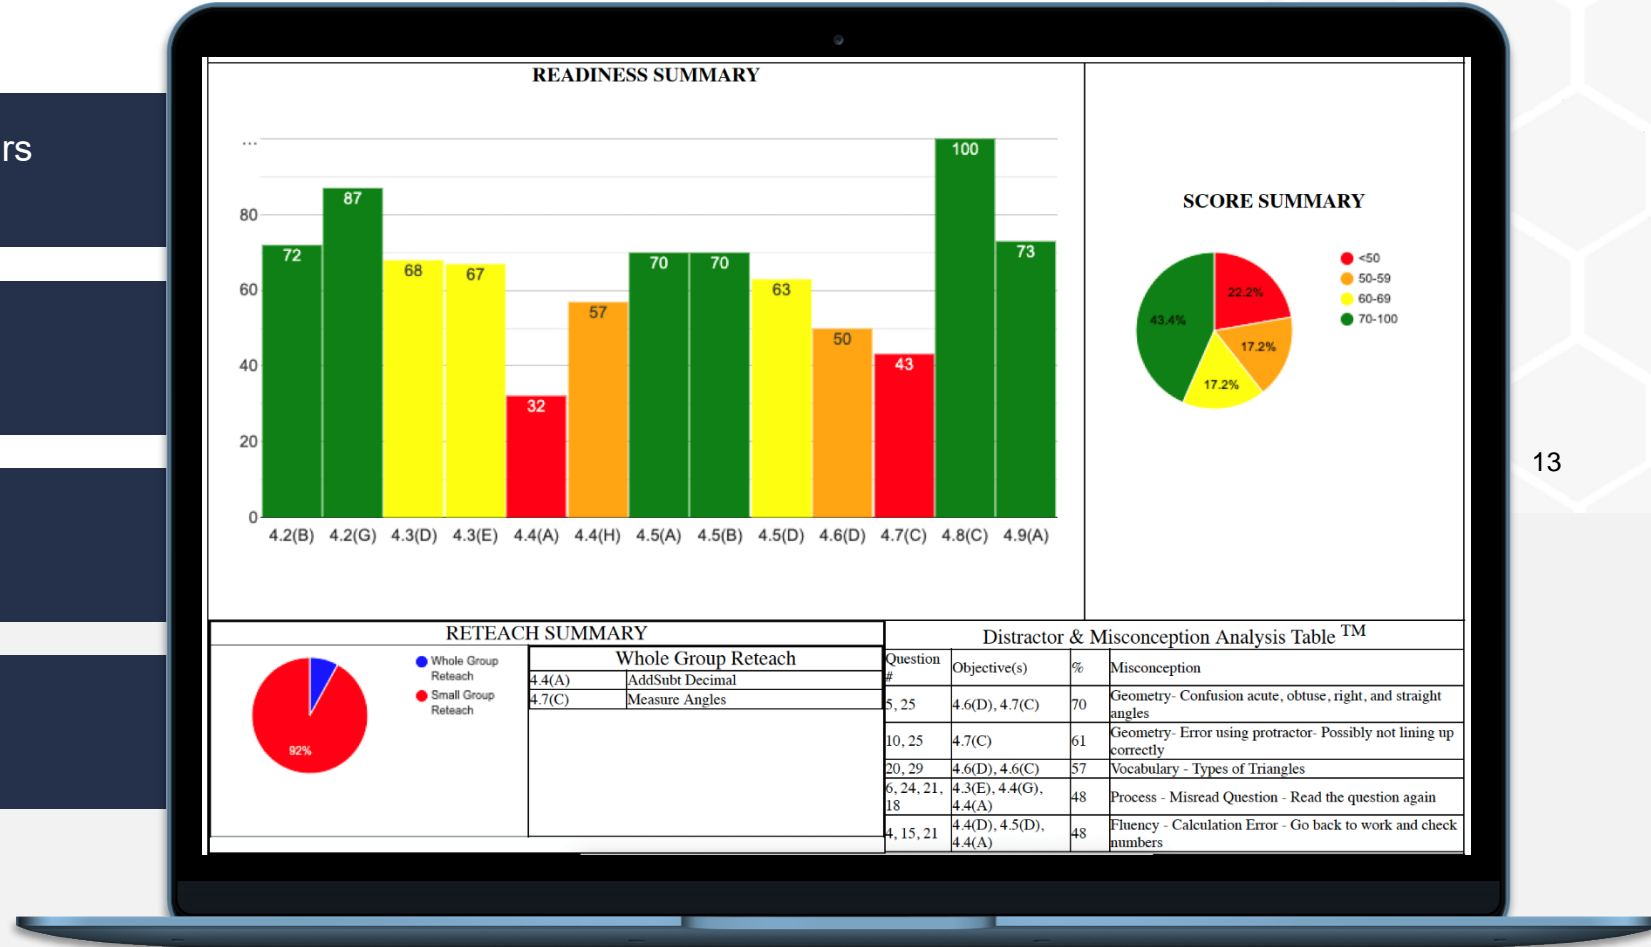 rs
READINESS SUMMARY
...
80
60
40
20
0
72
87
68
67
32
57
70
70
63
50
43
100
73
4.2(B) 4.2(G) 4.3(D) 4.3(E) 4.4(A) 4.4(H) 4.5(A) 4.5(B) 4.5(D) 4.6(D) 4.7(C) 4.8(C) 4.9(A)
SCORE SUMMARY
22.2%
17.2%
17.2%
43.4%
<50
50-59
60-69
70-100
13
RETEACH SUMMARY
92%
Whole Group
Reteach
Small Group
Reteach
Whole Group Reteach
4.4(A) AddSubt Decimal
4.7(C) Measure Angles
Distractor & Misconception Analysis Table TM
Question
# Objective(s) % Misconception
5, 25 4.6(D), 4.7(C) 70 Geometry- Confusion acute, obtuse, right, and straight
angles
10, 25 4.7(C) 61 Geometry- Error using protractor- Possibly not lining up
correctly
20, 29 4.6(D), 4.6(C) 57 Vocabulary - Types of Triangles
6, 24, 21, 4.3(E), 4.4(G), 48 Process - Misread Question - Read the question again
18 4.4(A)
4, 15, 21 4.4(D), 4.5(D), 48 Fluency - Calculation Error - Go back to work and check
4.4(A) numbers